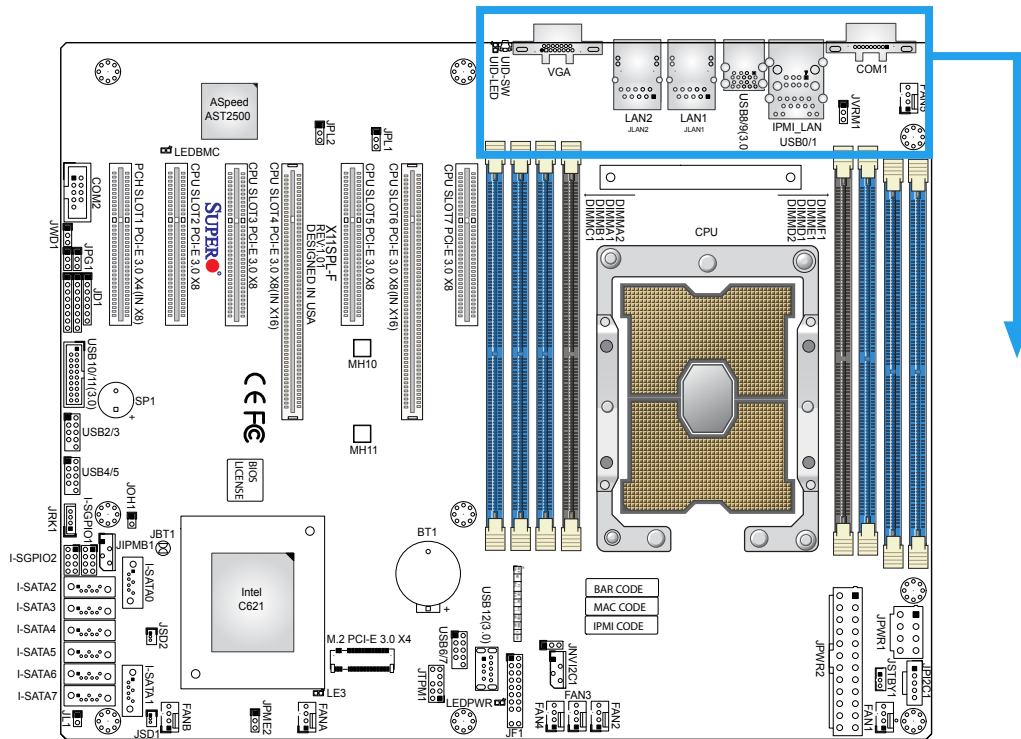 UID-LED
UID-SW
VGA
LAN2
JLAN2
LAN1
JLAN1
USB8/9(3.0
IPMI_LAN
USB0/1
COM1
JVRM1
FAN5
ASpeed
AST2500
JPL2
JPL1
LEDBMC
COM2
JWD1
JPG1
JD1
PCH SLOT1 PCI-E 3.0 X4(IN X8)
CPU SLOT2 PCI-E 3.0 X8
SUPER
CPU SLOT3 PCI-E 3.0 X8
CPU SLOT4 PCI-E 3.0 X8(IN X16)
X11SPL-F
REV:1.0
DESIGNED IN USA
CPU SLOT5 PCI-E 3.0 X8
CPU SLOT6 PCI-E 3.0 X8(IN X16)
CPU SLOT7 PCI-E 3.0 X8
DIMMC1
DIMMB1
DIMMA1
DIMMA2
CPU
DIMMD2
DIMME1
DIMMD1
DIMMF1
USB10/11(3.0)
SP1
+
USB2/3
USB4/5
MH10
MH11
CE FC
BIOS
LICENSE
JRK1
I-SGPIO1
JOH1
JIPMB1
JBT1
I-SGPIO2
I-SATA0
I-SATA2
I-SATA3
I-SATA4
I-SATA5
I-SATA6
I-SATA7
JSD2
I-SATA1
JL1
JSD1
FANB
Intel
C621
LE3
JPME2
FANA
M.2 PCI-E 3.0 X4
BT1
+
USB12(3.0)
USB6/7
JTPM1
LEDPWR
JF1
JNVI2C1
FAN4
FAN3
FAN2
BAR CODE
MAC CODE
IPMI CODE
JPWR2
JPWR1
JSTBY1
JPI2C1
FAN1